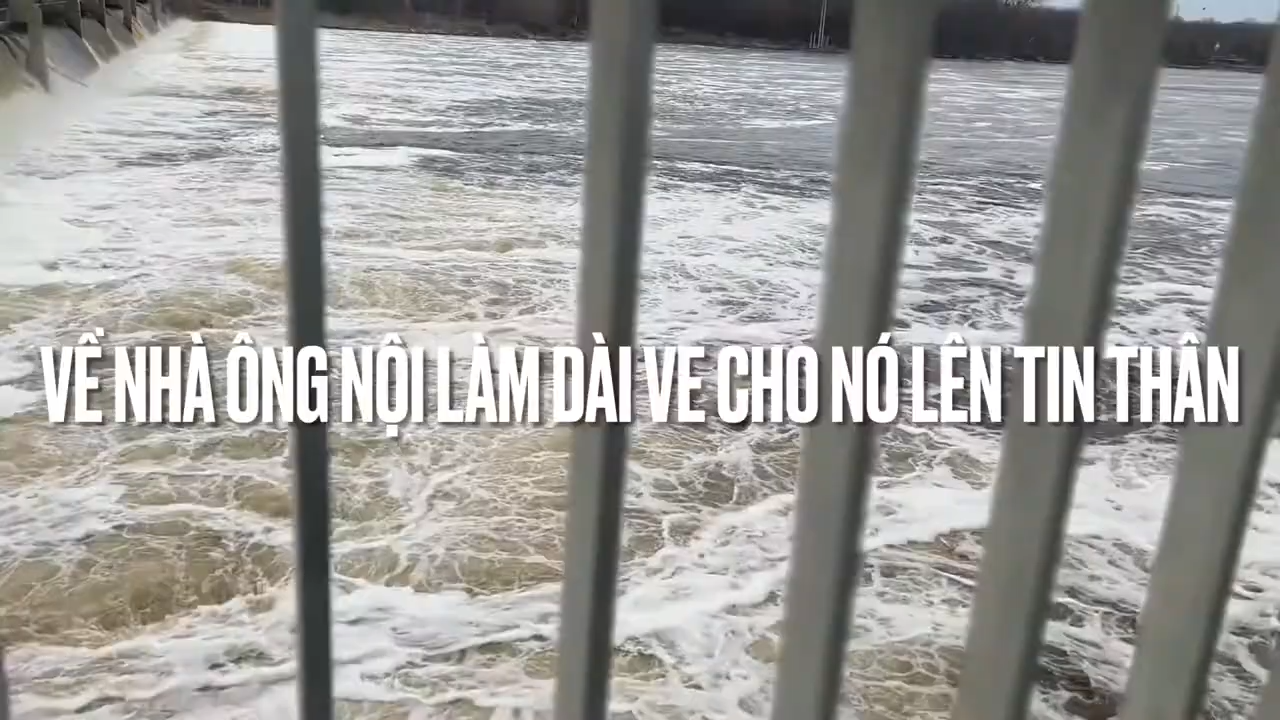 VỀ NHÀ ÔNG NỘI LÀM DÀI VE CHO NÓ LÊN TIN THÂN